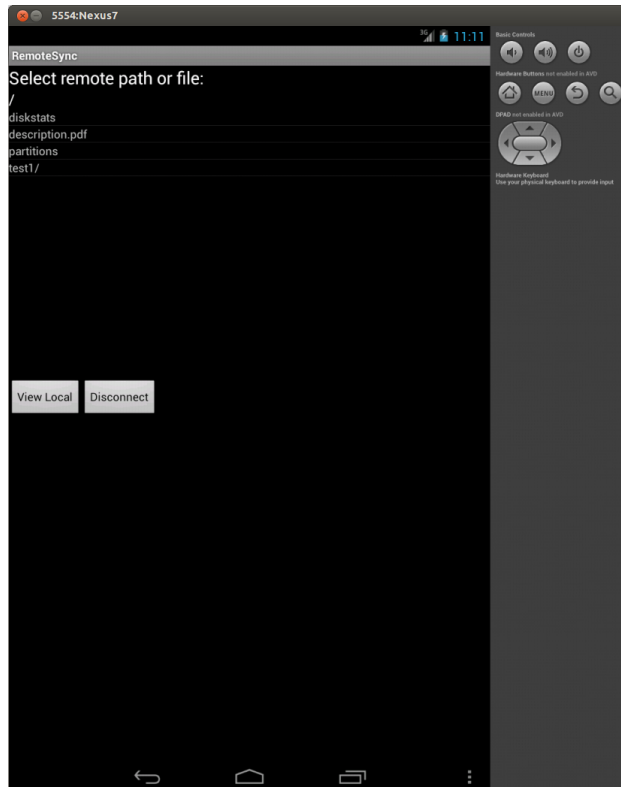 5554:Nexus7
3G 11:11
RemoteSync
Select remote path or file:
/
diskstats
description.pdf
partitions
test1/
View Local Disconnect
Basic Controls
Hardware Buttons not enabled in AVD
MENU
DPAD not enabled in AVD
Hardware Keyboard
Use your physical keyboard to provide input